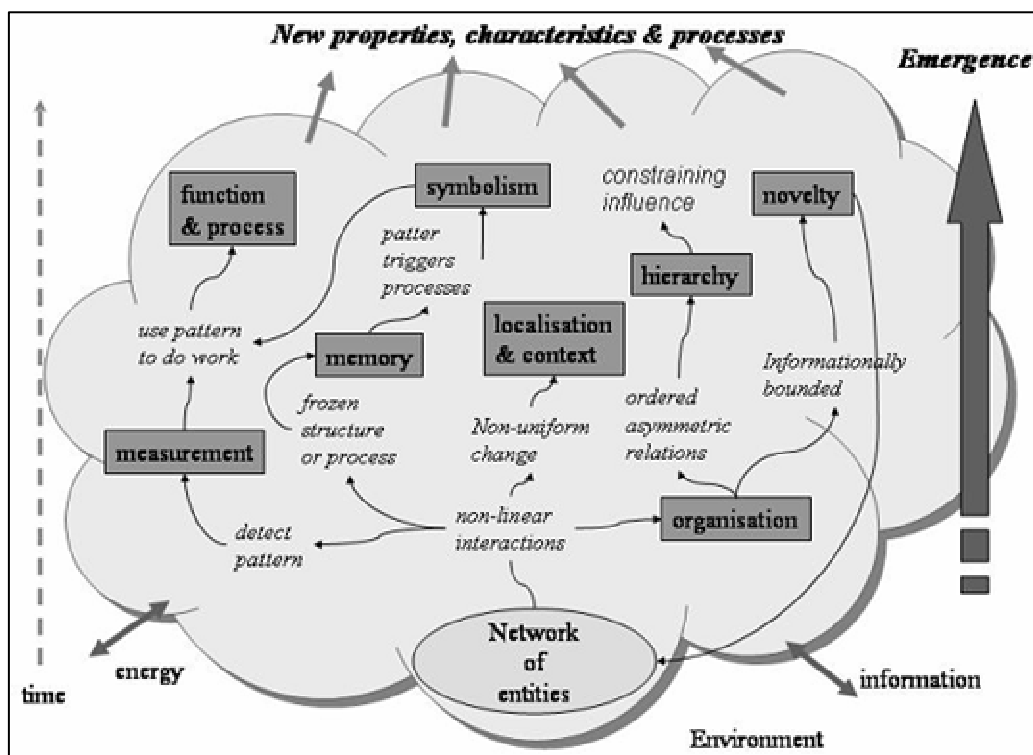 New properties, characteristics & processes
Emergence
function
& process
symbolism
constraining
influence
novelty
patter
triggers
processes
hierarchy
use pattern
to do work
memory
localisation
& context
Informationally
bounded
frozen
structure
or process
Non-uniform
change
ordered
asymmetric
relations
measurement
detect
pattern
non-linear
interactions
organisation
Network
of
entities
energy
time
information
Environment